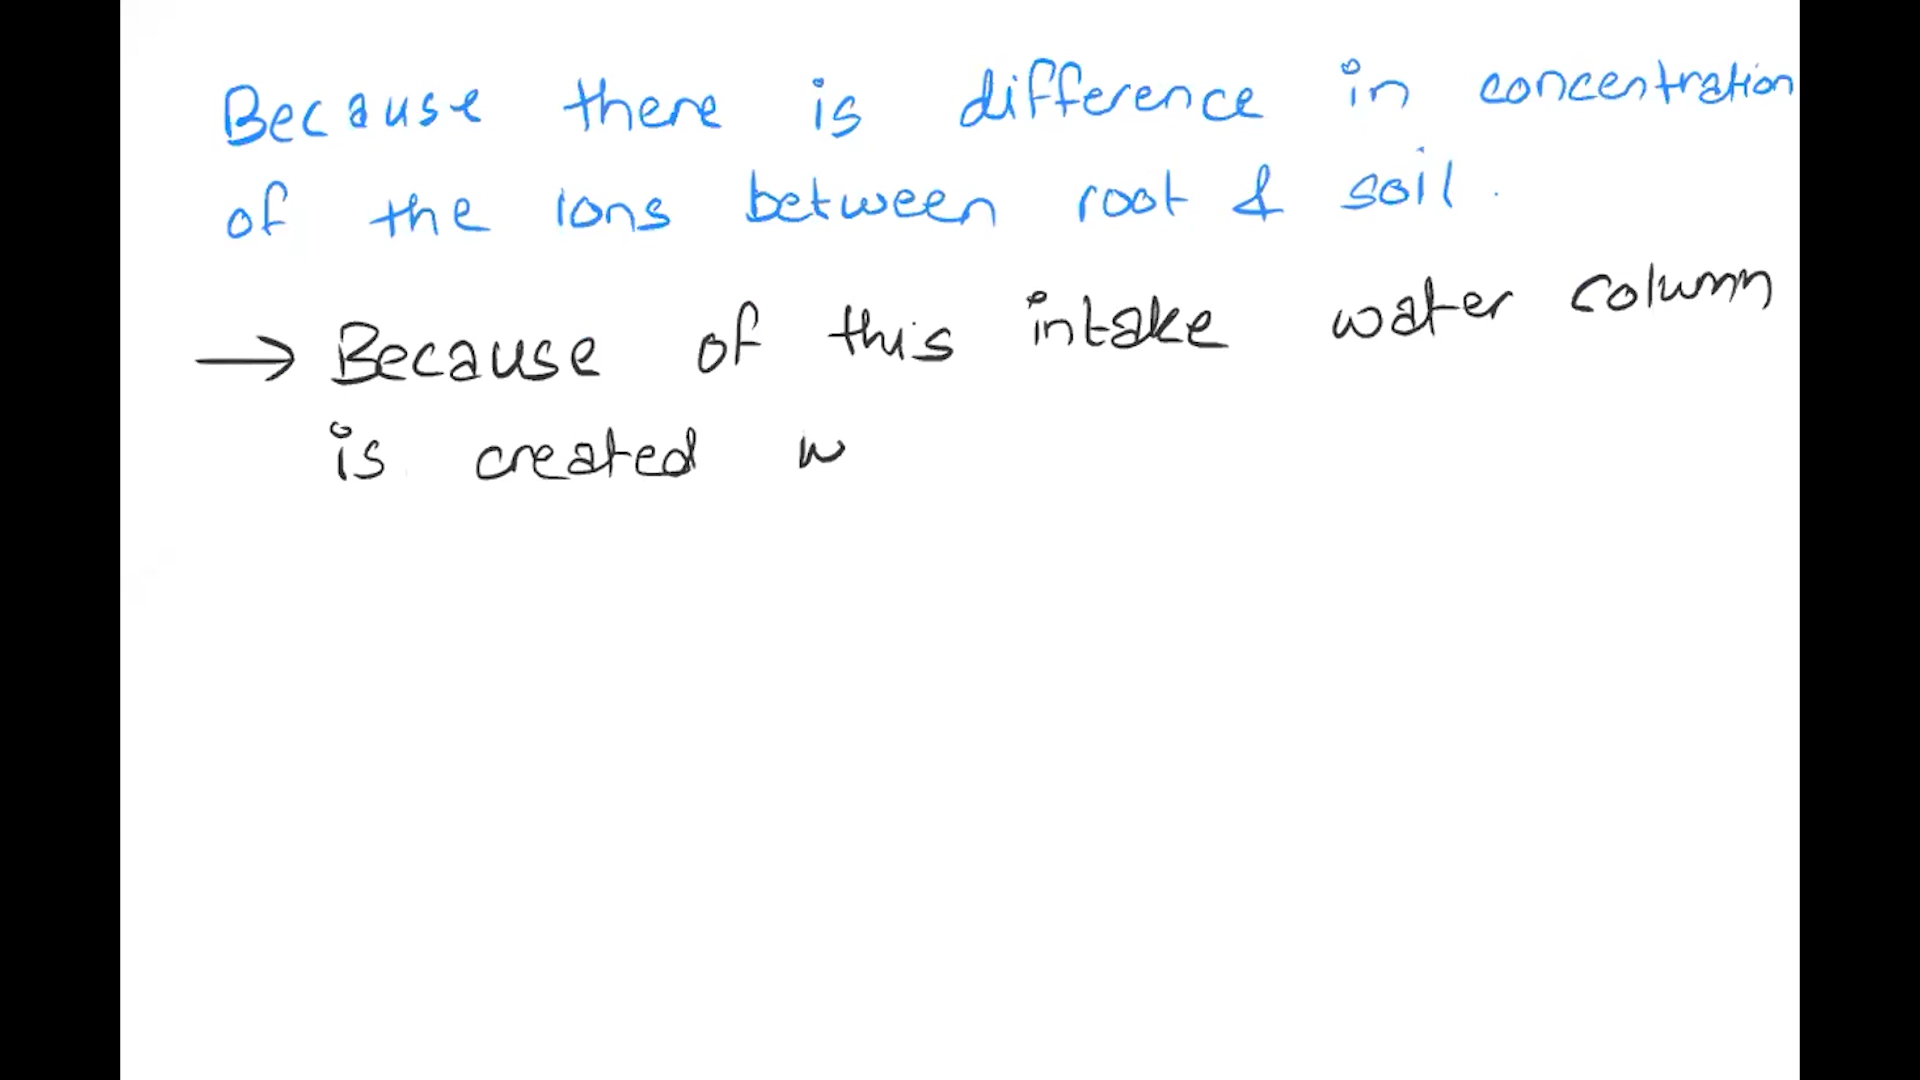 Because there is difference in concentration
of the ions between root & soil.
→ Because of this intake water column
is created w